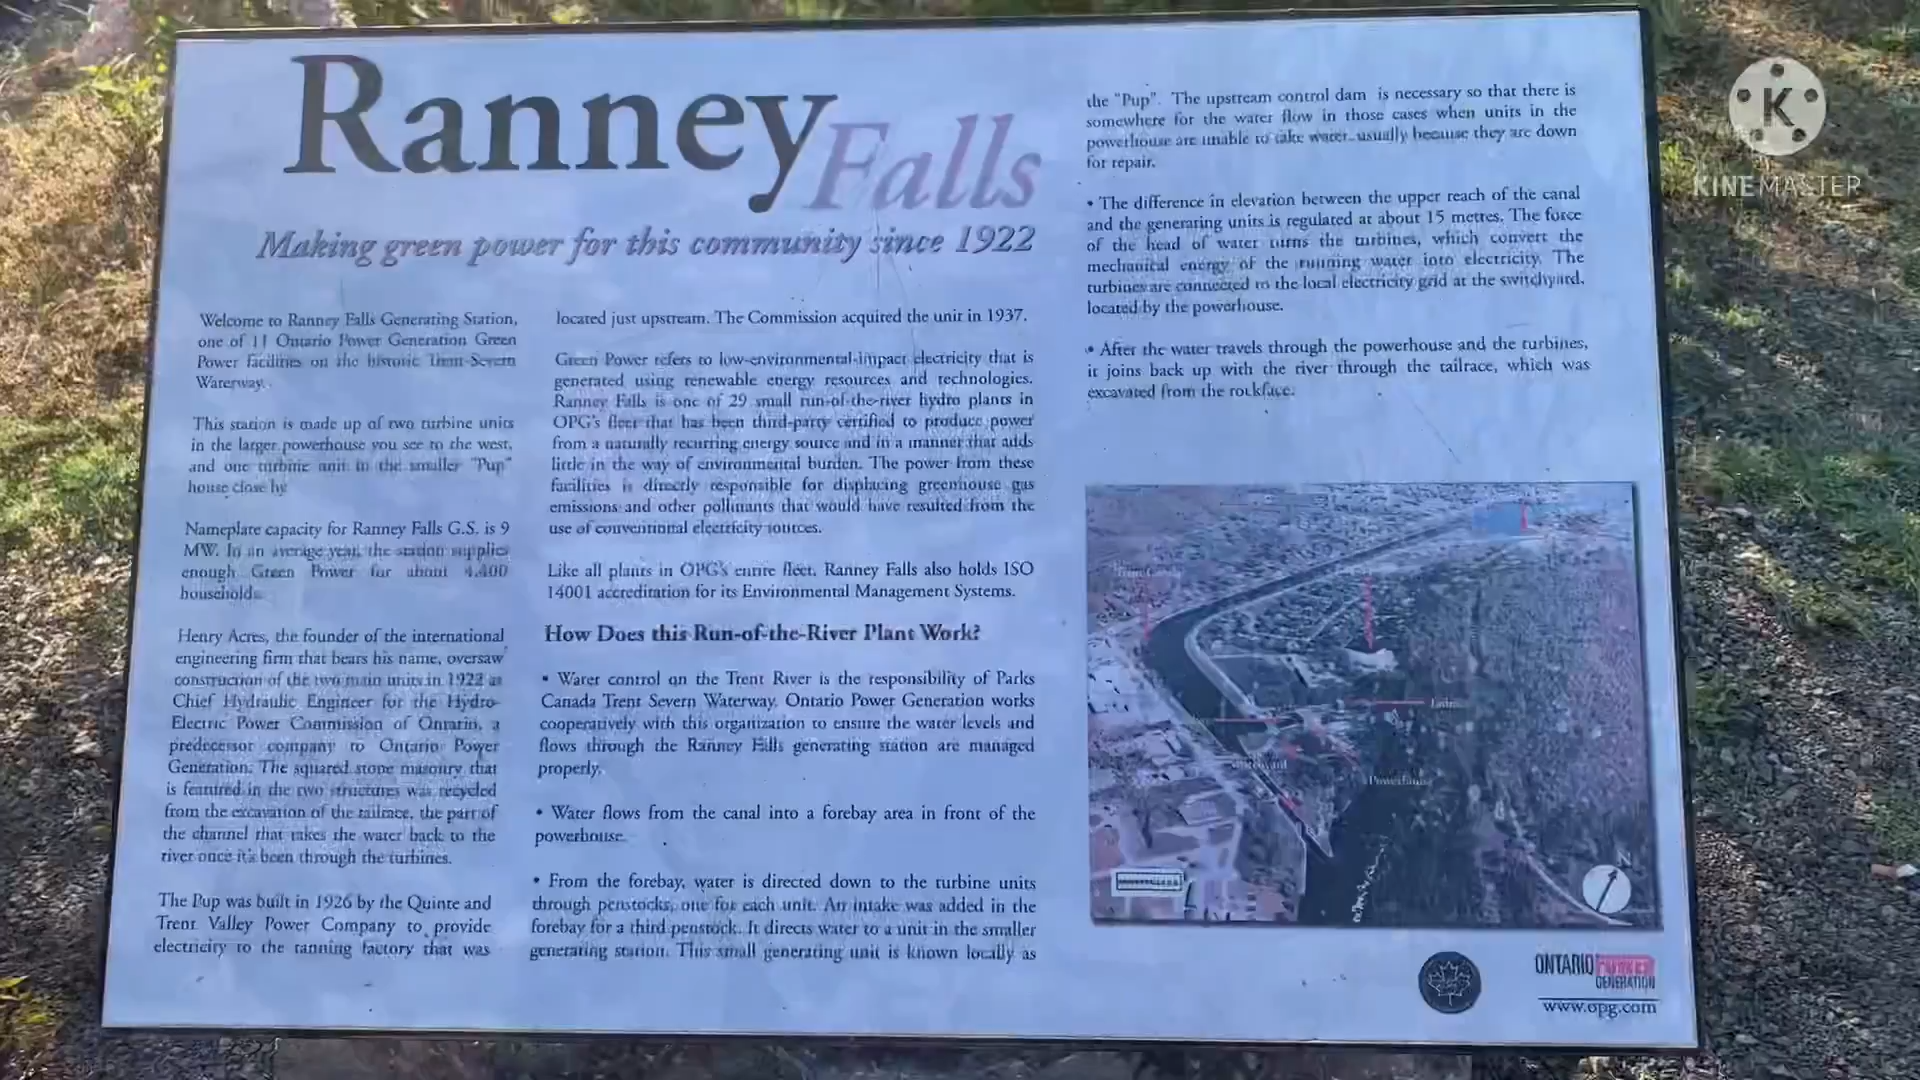 Ranney
Falls
Making green power for this community since 1922
Welcome to Ranney Falls Generating Station,
one of 11 Ontario Power Generation Green
Power facilities on the historic Trent-Severn
Waterway.
This station is made up of two turbine units
in the larger powerhouse you see to the west,
and one turbine unit in the smaller "Pup"
house close by.
Nameplate capacity for Ranney Falls G.S. is 9
MW. In an average year, the station supplies
enough Green Power for about 4,400
households.
Henry Acres, the founder of the international
engineering firm that bears his name, oversaw
construction of the two main units in 1922 as
Chief Hydraulic Engineer for the Hydro-
Electric Power Commission of Ontario, a
predecessor company to Ontario Power
Generation. The squared stone masonry that
is featured in the two structures was recycled
from the excavation of the tailrace, the part of
the channel that takes the water back to the
river once it's been through the turbines.
The Pup was built in 1926 by the Quinte and
Trent Valley Power Company to provide
electricity to the tanning factory that was
located just upstream. The Commission acquired the unit in 1937.
Green Power refers to low-environmental-impact electricity that is
generated using renewable energy resources and technologies.
Ranney Falls is one of 29 small run-of-the-river hydro plants in
OPG's fleet that has been third-party certified to produce power
from a naturally recurring energy source and in a manner that adds
little in the way of environmental burden. The power from these
facilities is directly responsible for displacing greenhouse gas
emissions and other pollutants that would have resulted from the
use of conventional electricity sources.
Like all plants in OPG's entire fleet, Ranney Falls also holds ISO
14001 accreditation for its Environmental Management Systems.
How Does this Run-of-the-River Plant Work?
• Water control on the Trent River is the responsibility of Parks
Canada Trent Severn Waterway. Ontario Power Generation works
cooperatively with this organization to ensure the water levels and
flows through the Ranney Falls generating station are managed
properly.
• Water flows from the canal into a forebay area in front of the
powerhouse.
• From the forebay, water is directed down to the turbine units
through penstocks, one for each unit. An intake was added in the
forebay for a third penstock. It directs water to a unit in the smaller
generating station. This small generating unit is known locally as
the "Pup". The upstream control dam is necessary so that there is
somewhere for the water flow in those cases when units in the
powerhouse are unable to take water, usually because they are down
for repair.
• The difference in elevation between the upper reach of the canal
and the generating units is regulated at about 15 metres. The force
of the head of water turns the turbines, which convert the
mechanical energy of the running water into electricity. The
turbines are connected to the local electricity grid at the switchyard,
located by the powerhouse.
• After the water travels through the powerhouse and the turbines,
it joins back up with the river through the tailrace, which was
excavated from the rockface.
Trent Canal
Switchyard
Powerhouse
N
ONTARIO POWER
GENERATION
www.opg.com
K
KINEMASTER